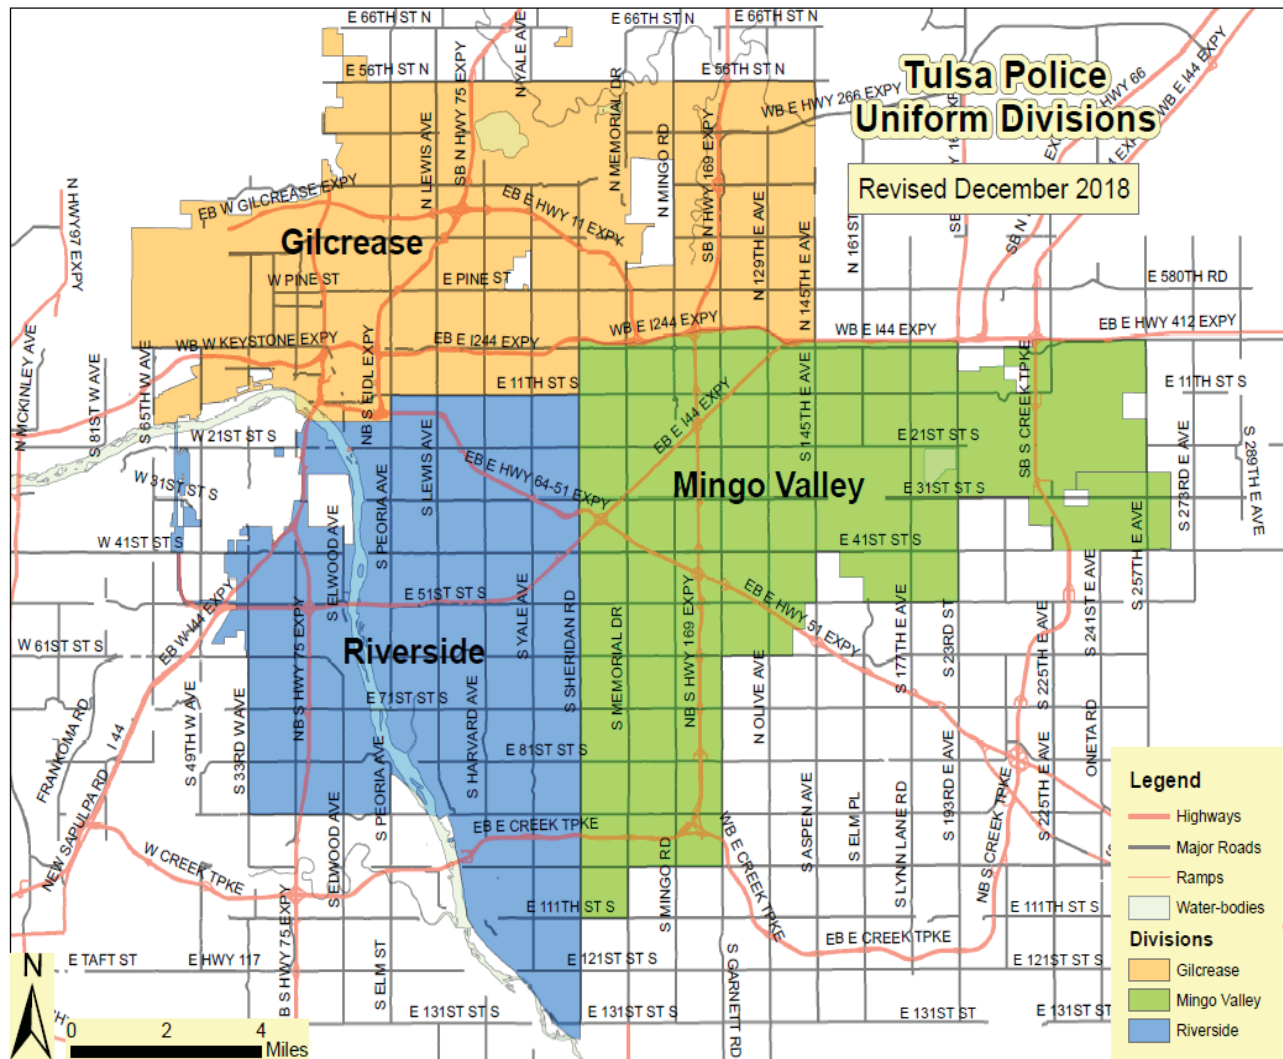 E 66TH ST N
E 66TH ST N
E 66TH ST N
Tulsa Police
Uniform Divisions
Revised December 2018
E 56TH ST N
E 56TH ST N
N YALE AVE
SB N HWY 75 EXPY
N LEWIS AVE
N MEMORIAL DR
N MINGO RD
SB N HWY 169 EXPY
WB E HWY 266 EXPY
HWY 66
WB E I44 EXPY
N HWY97 EXPY
EB W GILCREASE EXPY
EB E HWY 11 EXPY
N 129TH E AVE
N 145TH E AVE
N 161ST
Gilcrease
W PINE ST
E PINE ST
E 580TH RD
WB W KEYSTONE EXPY
EB E I244 EXPY
WB E I244 EXPY
WB E I44 EXPY
EB E HWY 412 EXPY
N MCKINLEY AVE
S 81ST W AVE
S 65TH W AVE
NB S EIDL EXPY
E 11TH ST S
E 11TH ST S
EB E I44 EXPY
S 145TH E AVE
SB S CREEK TPKE
W 21ST ST S
E 21ST ST S
S 273RD E AVE
S 289TH E AVE
W 31ST ST S
S PEORIA AVE
S LEWIS AVE
EB E HWY 64-51 EXPY
Mingo Valley
E 31ST ST S
W 41ST ST S
S ELWOOD AVE
E 41ST ST S
S 257TH E AVE
EB W I44 EXPY
E 51ST ST S
S YALE AVE
S SHERIDAN RD
S MEMORIAL DR
NB S HWY 169 EXPY
EB E HWY 51 EXPY
S 177TH E AVE
S 23RD ST
S 225TH E AVE
S 241ST E AVE
W 61ST ST S
NB S HWY 75 EXPY
Riverside
E 71ST ST S
N OLIVE AVE
FRANKOMA RD
I 44
S 49TH W AVE
S 33RD W AVE
S HARVARD AVE
E 81ST ST S
S 193RD E AVE
S 225TH E AVE
ONETA RD
NEW SAPULPA RD
S ELWOOD AVE
S PEORIA AVE
EB E CREEK TPKE
WB E CREEK TPKE
S ASPEN AVE
S ELM PL
S LYNN LANE RD
NB S CREEK TPKE
W CREEK TPKE
S MINGO RD
E 111TH ST S
E 111TH ST S
EB E CREEK TPKE
E TAFT ST
E HWY 117
B S HWY 75 EXPY
S ELM ST
E 121ST ST S
E 121ST ST S
S GARNETT RD
E 131ST ST S
E 131ST ST S
E 131ST ST
N
0 2 4
Miles
Legend
Highways
Major Roads
Ramps
Water-bodies
Divisions
Gilcrease
Mingo Valley
Riverside